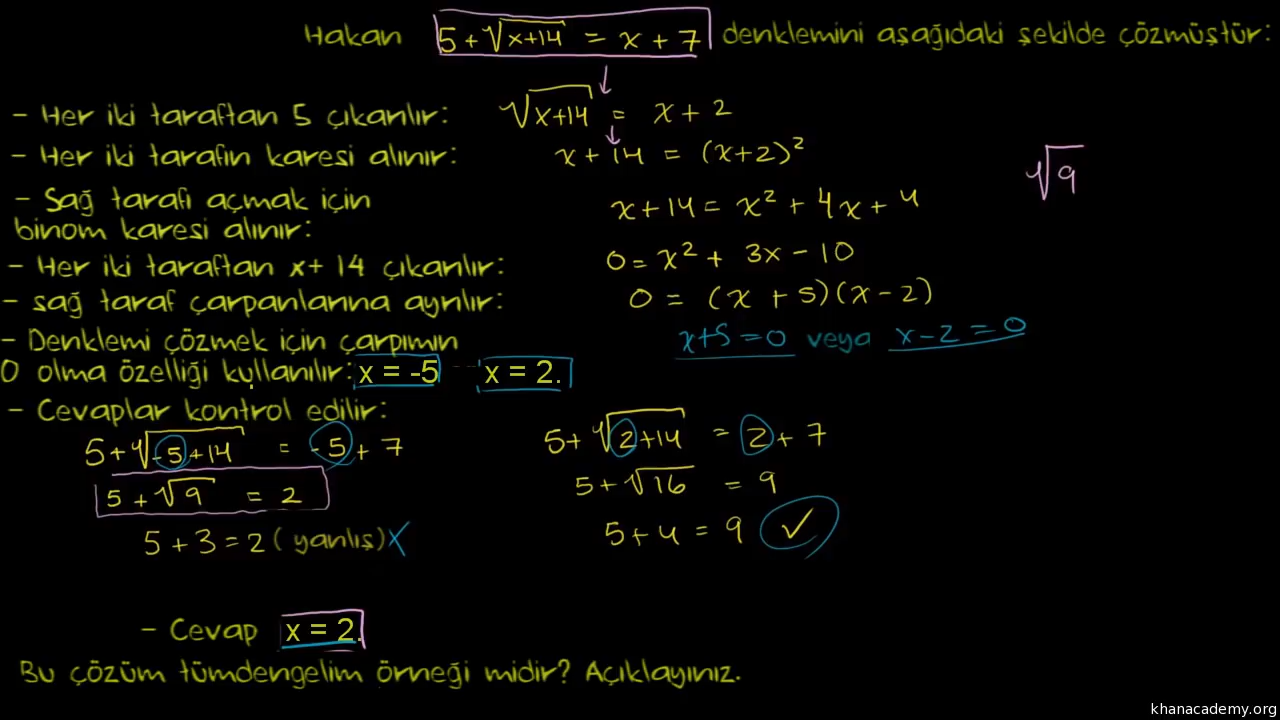 Hakan 5+√x+14 = x+7 denklemini aşağıdaki şekilde çözmüştür:
- Her iki taraftan 5 çıkarılır: √x+14 = x+2
- Her iki tarafın karesi alınır: x+14 = (x+2)²
√9
- Sağ tarafı açmak için
binom karesi alınır: x+14 = x² + 4x + 4
- Her iki taraftan x+ 14 çıkarılır: 0 = x² + 3x - 10
- sağ taraf çarpanlarına ayrılır: 0 = (x + 5)(x - 2)
- Denklemi çözmek için çarpımın x+5 = 0 veya x-2 = 0
0 olma özelliği kullanılır: x = -5 x = 2.
- Cevaplar kontrol edilir:
5+√-5+14 = -5+7 5+√2+14 = 2+7
5+√9 = 2 5+√16 = 9
5+3=2 (yanlış) X 5+4 = 9 ✓
- Cevap x = 2.
Bu çözüm tümdengelim örneği midir? Açıklayınız.
khanacademy.org